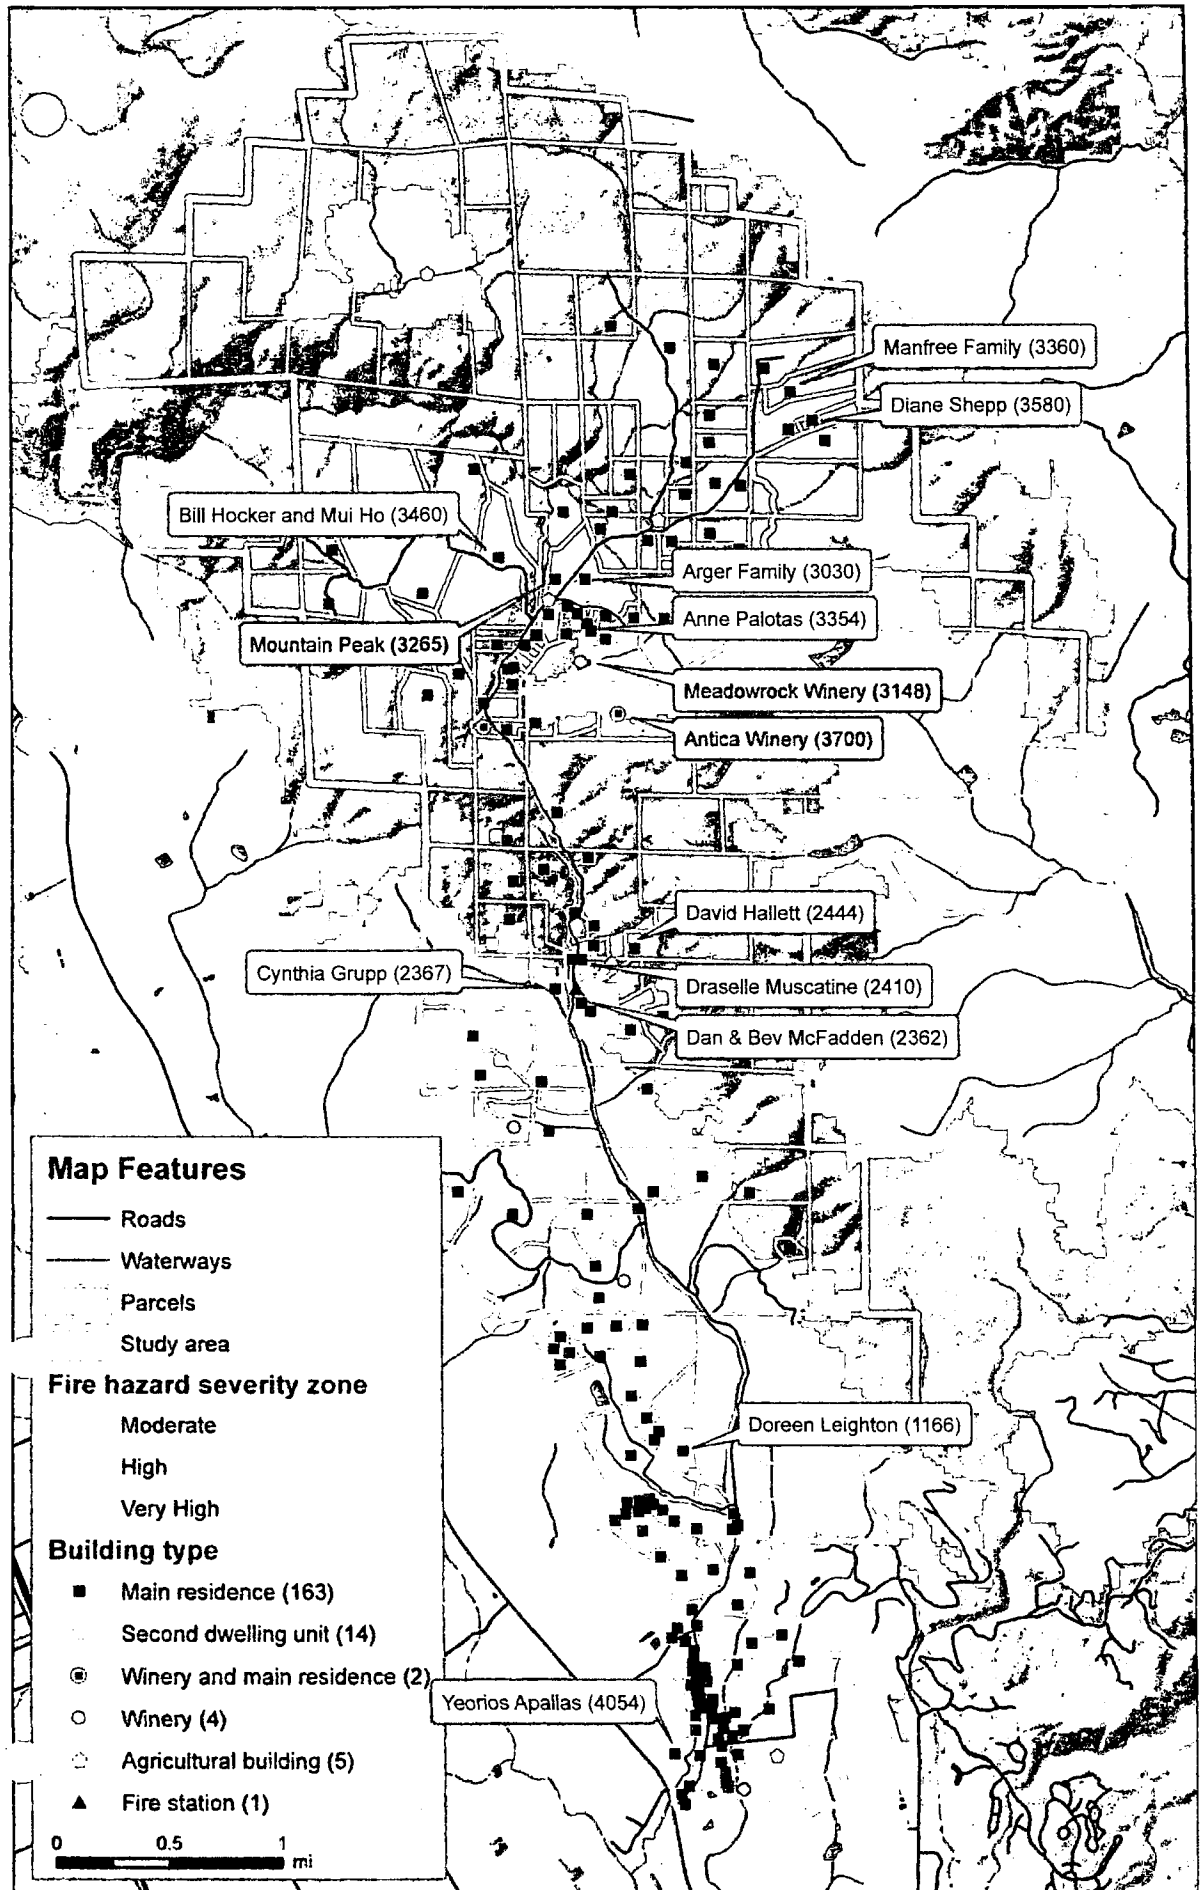 Manfree Family (3360)
Diane Shepp (3580)
Bill Hocker and Mui Ho (3460)
Arger Family (3030)
Anne Palotas (3354)
Mountain Peak (3265)
Meadowrock Winery (3148)
Antica Winery (3700)
David Hallett (2444)
Cynthia Grupp (2367)
Draselle Muscatine (2410)
Dan & Bev McFadden (2362)
Doreen Leighton (1166)
Yeorios Apallas (4054)
Map Features
Roads
Waterways
Parcels
Study area
Fire hazard severity zone
Moderate
High
Very High
Building type
Main residence (163)
Second dwelling unit (14)
Winery and main residence (2)
Winery (4)
Agricultural building (5)
Fire station (1)
0 0.5 1
mi